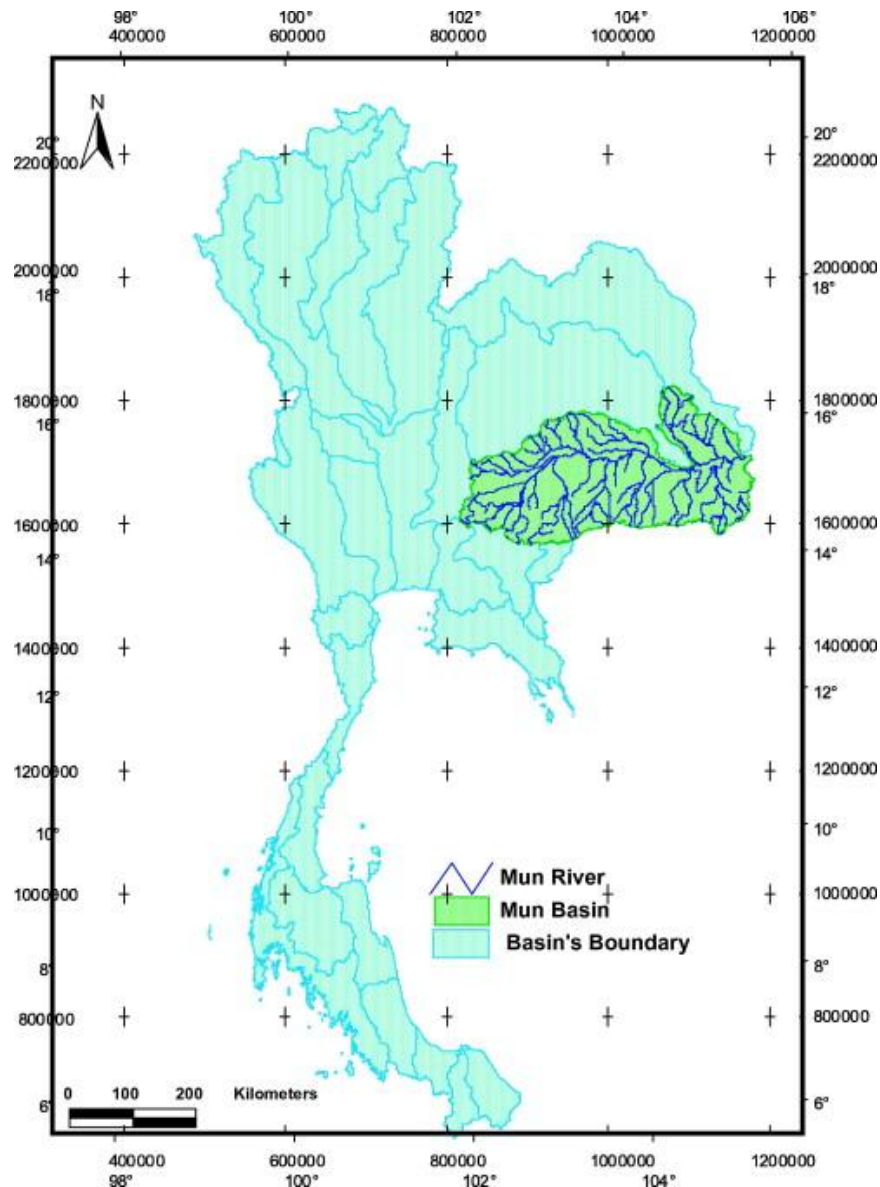 98° 100° 102 104 106
400000 600000 800000 1000000 1200000
N
20° 20°
2200000 2200000
2000000 2000000
18° 18°
1800000 1800000
16° 16°
1600000 1600000
14° 14°
1400000 1400000
12° 12°
1200000 1200000
10° 10°
Mun River
1000000 1000000
Mun Basin
Basin's Boundary
8° 8°
800000 800000
0 100 200 Kilometers
6° 6°
400000 600000 800000 1000000 1200000
98° 100° 102° 104°